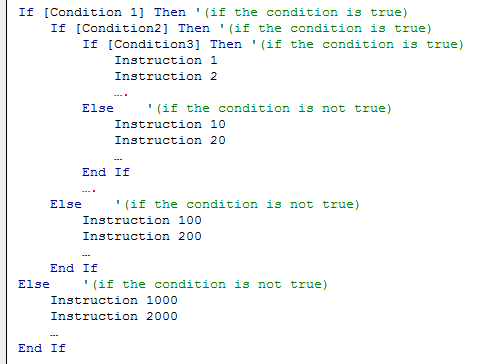 If [Condition 1] Then '(if the condition is true)
If [Condition2] Then '(if the condition is true)
If [Condition3] Then '(if the condition is true)
Instruction 1
Instruction 2
….
Else '(if the condition is not true)
Instruction 10
Instruction 20
…
End If
….
Else '(if the condition is not true)
Instruction 100
Instruction 200
…
End If
Else '(if the condition is not true)
Instruction 1000
Instruction 2000
…
End If